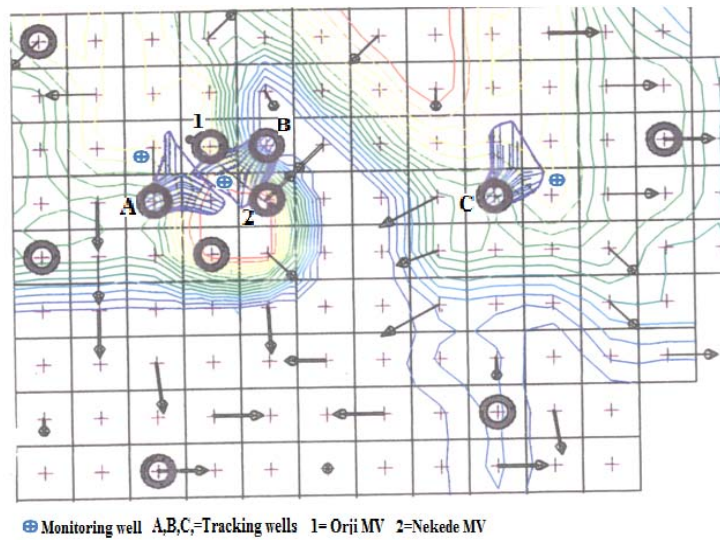 1
B
A
2
C
Monitoring well A,B,C,=Tracking wells 1= Orji MV 2=Nekede MV